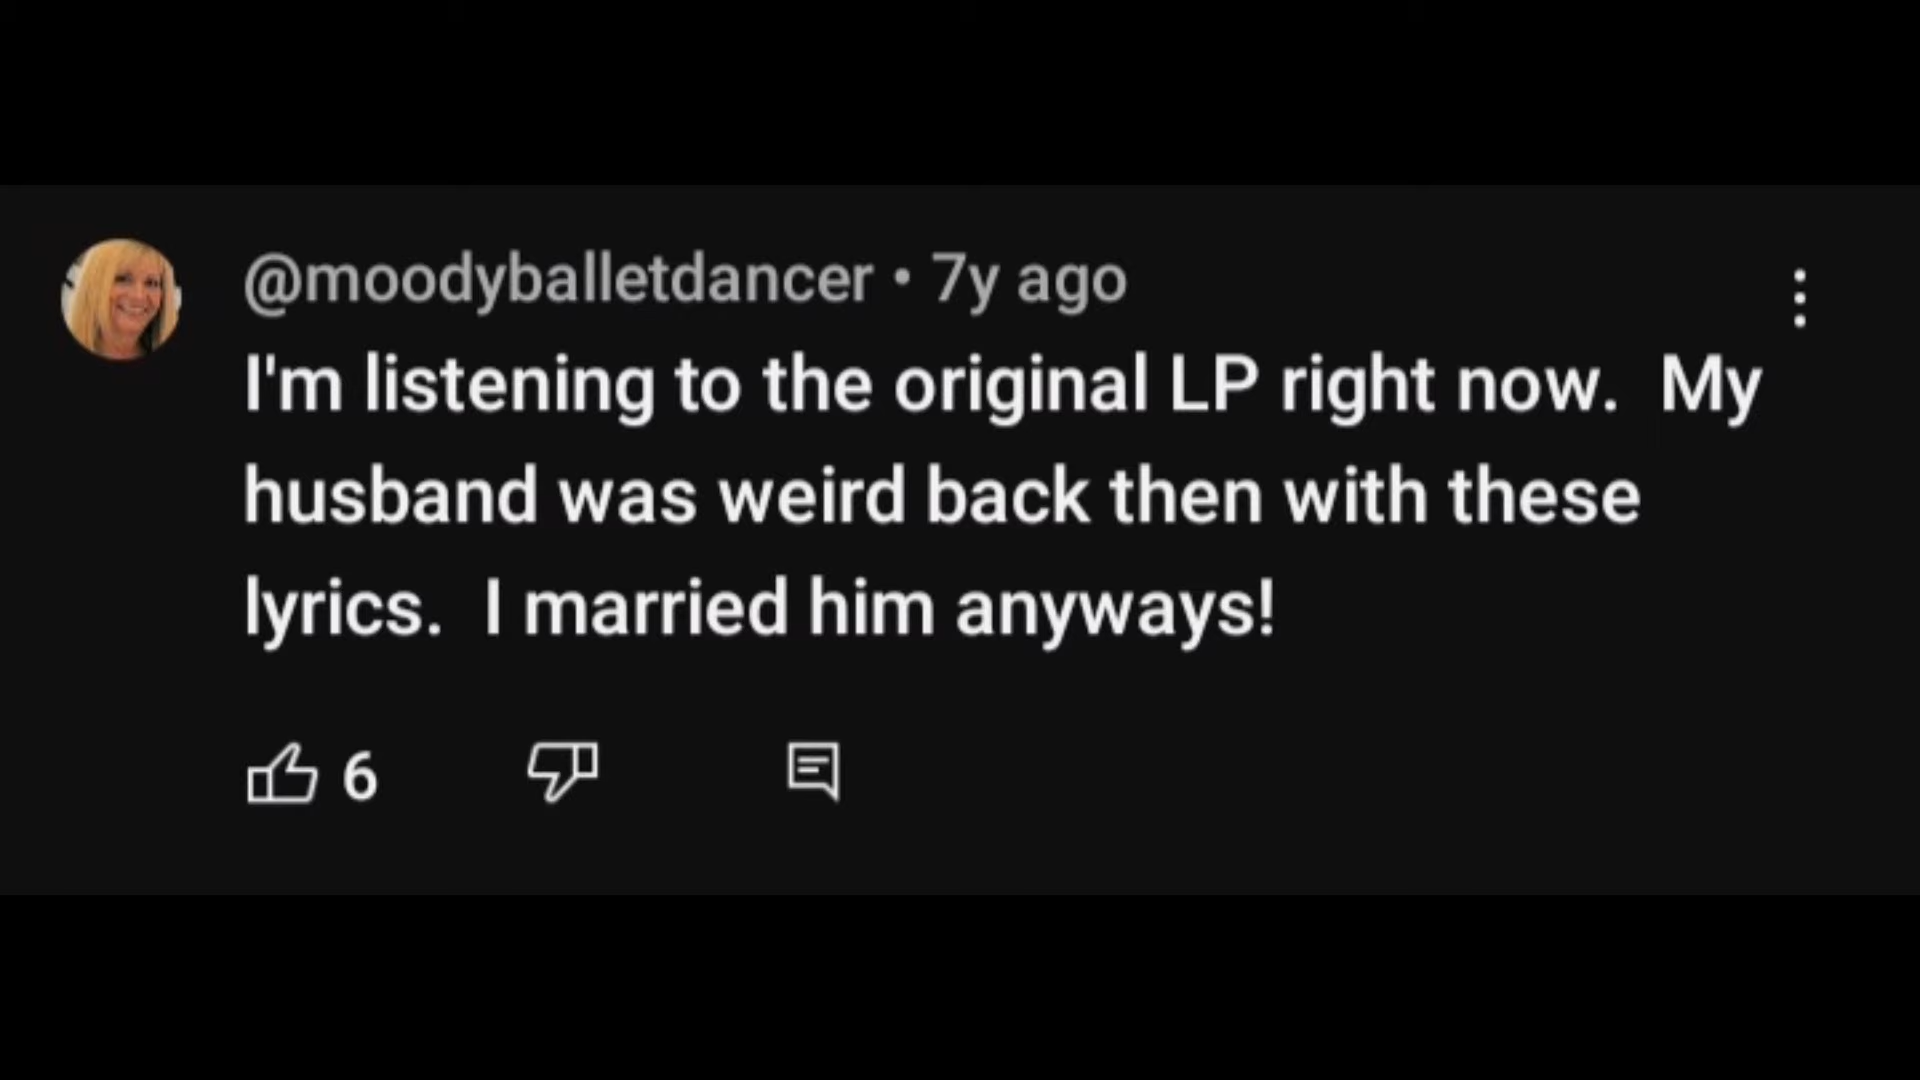 @moodyballetdancer • 7y ago
I'm listening to the original LP right now.  My
husband was weird back then with these
lyrics.  I married him anyways!
6